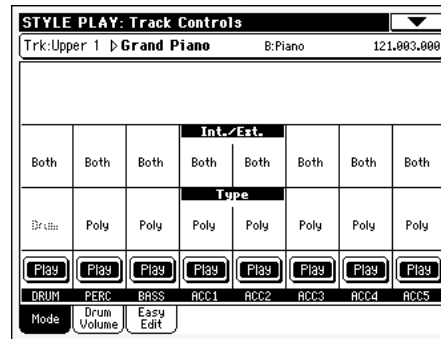 STYLE PLAY: Track Controls
Trk:Upper 1 Grand Piano B:Piano 121.003.000
Int./Ext.
Both Both Both Both Both Both Both Both
Type
Drum Poly Poly Poly Poly Poly Poly Poly
Play Play Play Play Play Play Play Play
DRUM PERC BASS ACC1 ACC2 ACC3 ACC4 ACC5
Mode Drum Volume Easy Edit